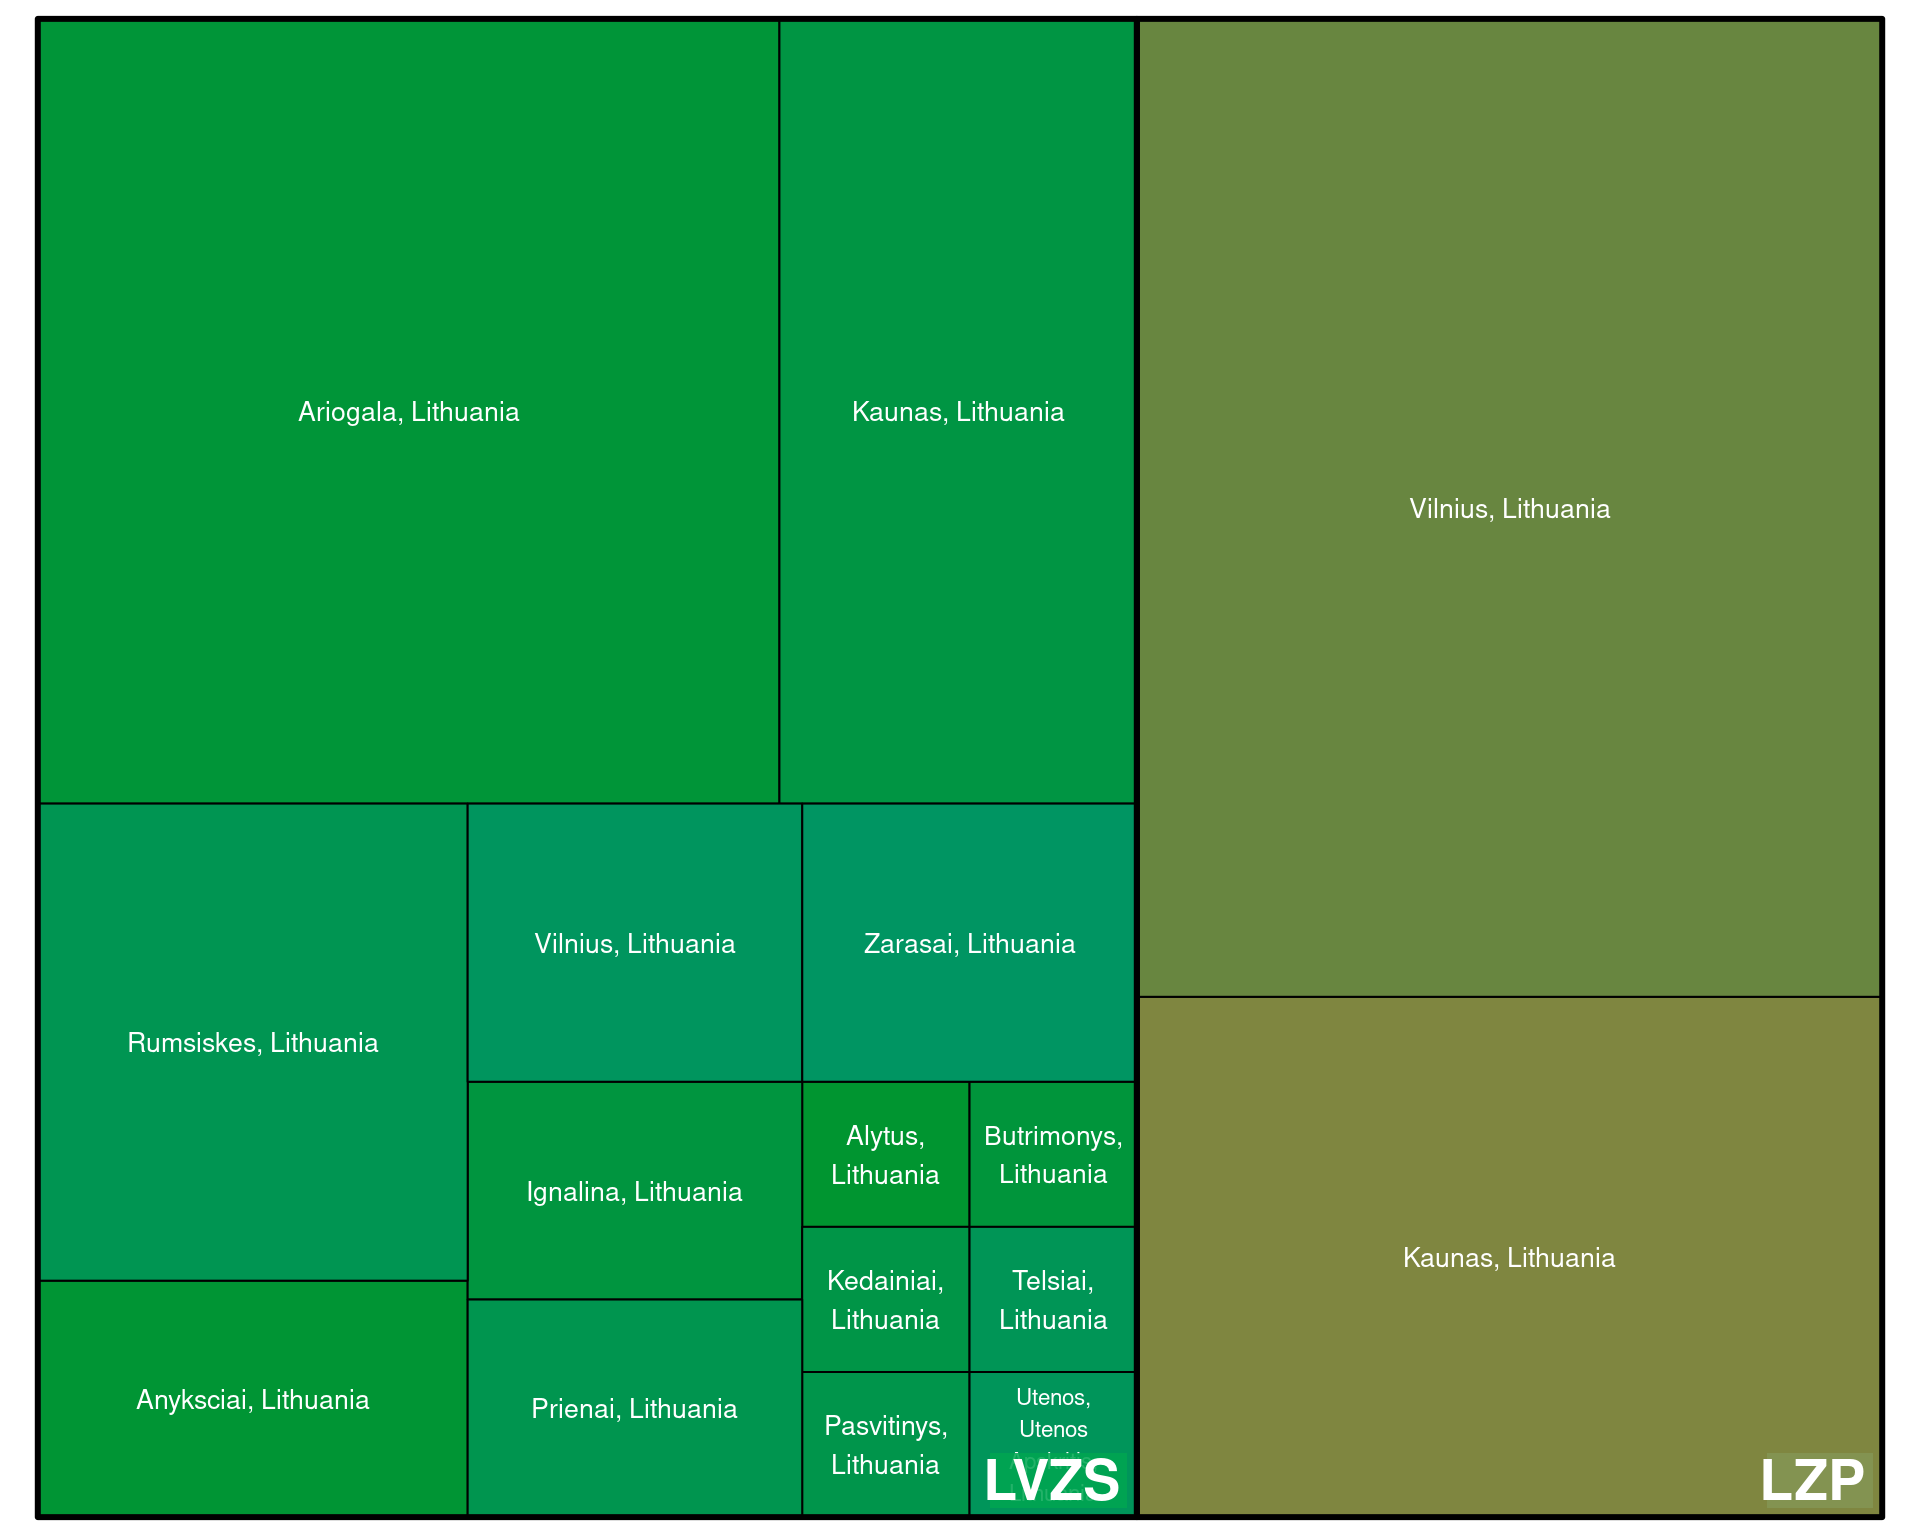 Ariogala, Lithuania
Kaunas, Lithuania
Vilnius, Lithuania
Rumsiskes, Lithuania
Vilnius, Lithuania
Zarasai, Lithuania
Ignalina, Lithuania
Alytus,
Lithuania
Butrimonys,
Lithuania
Kaunas, Lithuania
Kedainiai,
Lithuania
Telsiai,
Lithuania
Anyksciai, Lithuania
Prienai, Lithuania
Pasvitinys,
Lithuania
Utenos,
Utenos
LVZS
LZP